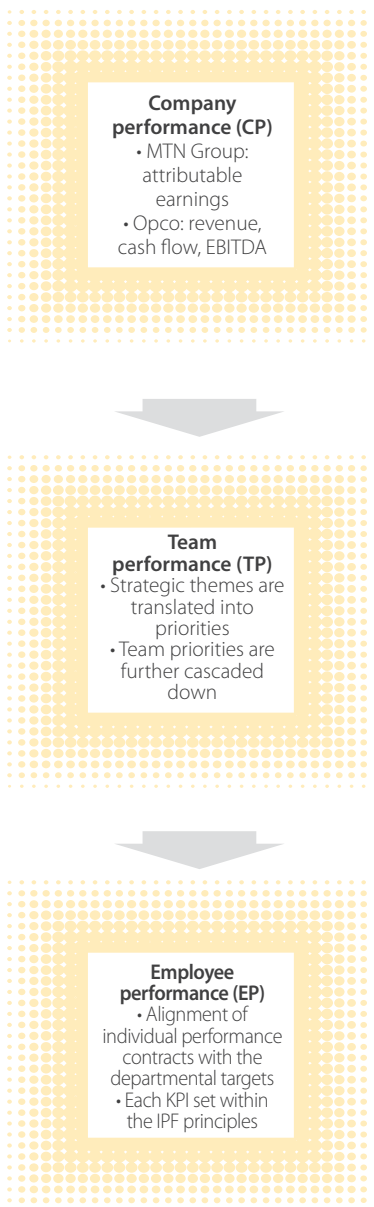 Company
performance (CP)
• MTN Group:
attributable
earnings
• Opco: revenue,
cash flow, EBITDA
Team
performance (TP)
• Strategic themes are
translated into
priorities
• Team priorities are
further cascaded
down
Employee
performance (EP)
• Alignment of
individual performance
contracts with the
departmental targets
• Each KPI set within
the IPF principles